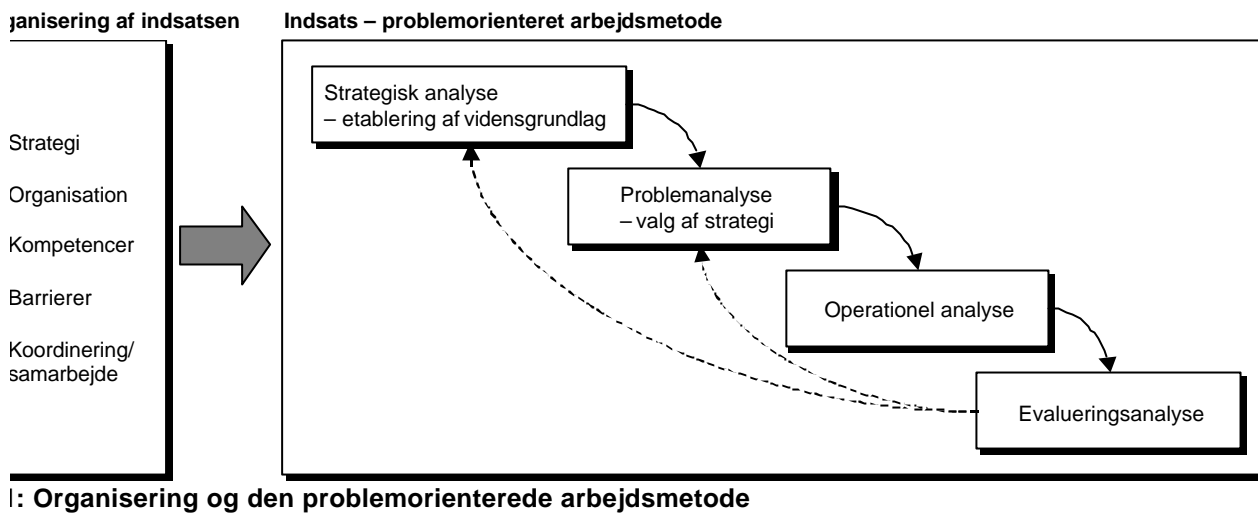 ganisering af indsatsen
Indsats – problemorienteret arbejdsmetode
Strategi
Organisation
Kompetencer
Barrierer
Koordinering/
samarbejde
Strategisk analyse
– etablering af vidensgrundlag
Problemanalyse
– valg af strategi
Operationel analyse
Evalueringsanalyse
1: Organisering og den problemorienterede arbejdsmetode